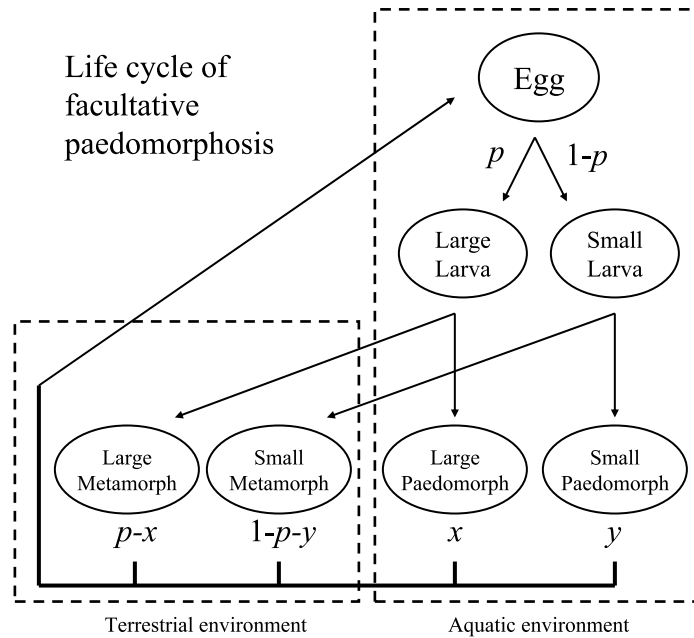 Life cycle of
facultative
paedomorphosis
Egg
p
1-p
Large
Larva
Small
Larva
Large
Metamorph
Small
Metamorph
Large
Paedomorph
Small
Paedomorph
p-x
1-p-y
x
y
Terrestrial environment
Aquatic environment